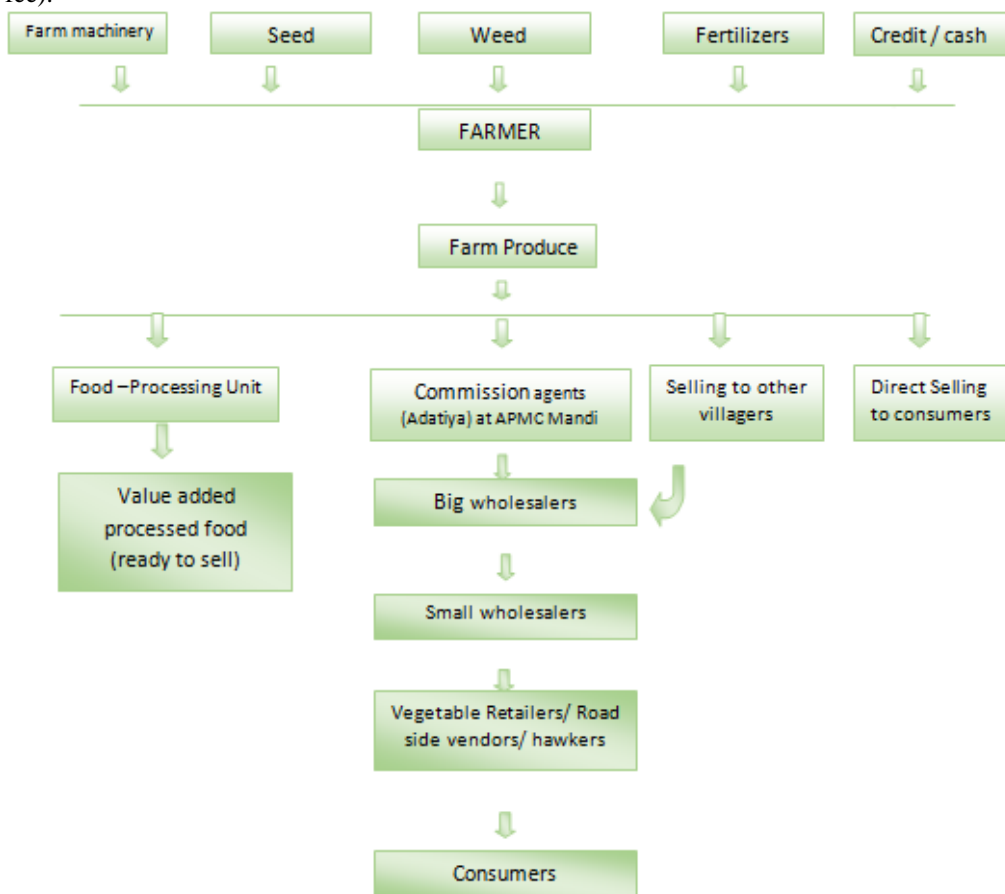 fee).
Farm machinery
Seed
Weed
Fertilizers
Credit / cash
FARMER
Farm Produce
Food –Processing Unit
Commission agents
(Adatiya) at APMC Mandi
Selling to other
villagers
Direct Selling
to consumers
Value added
processed food
(ready to sell)
Big wholesalers
Small wholesalers
Vegetable Retailers/ Road
side vendors/ hawkers
Consumers